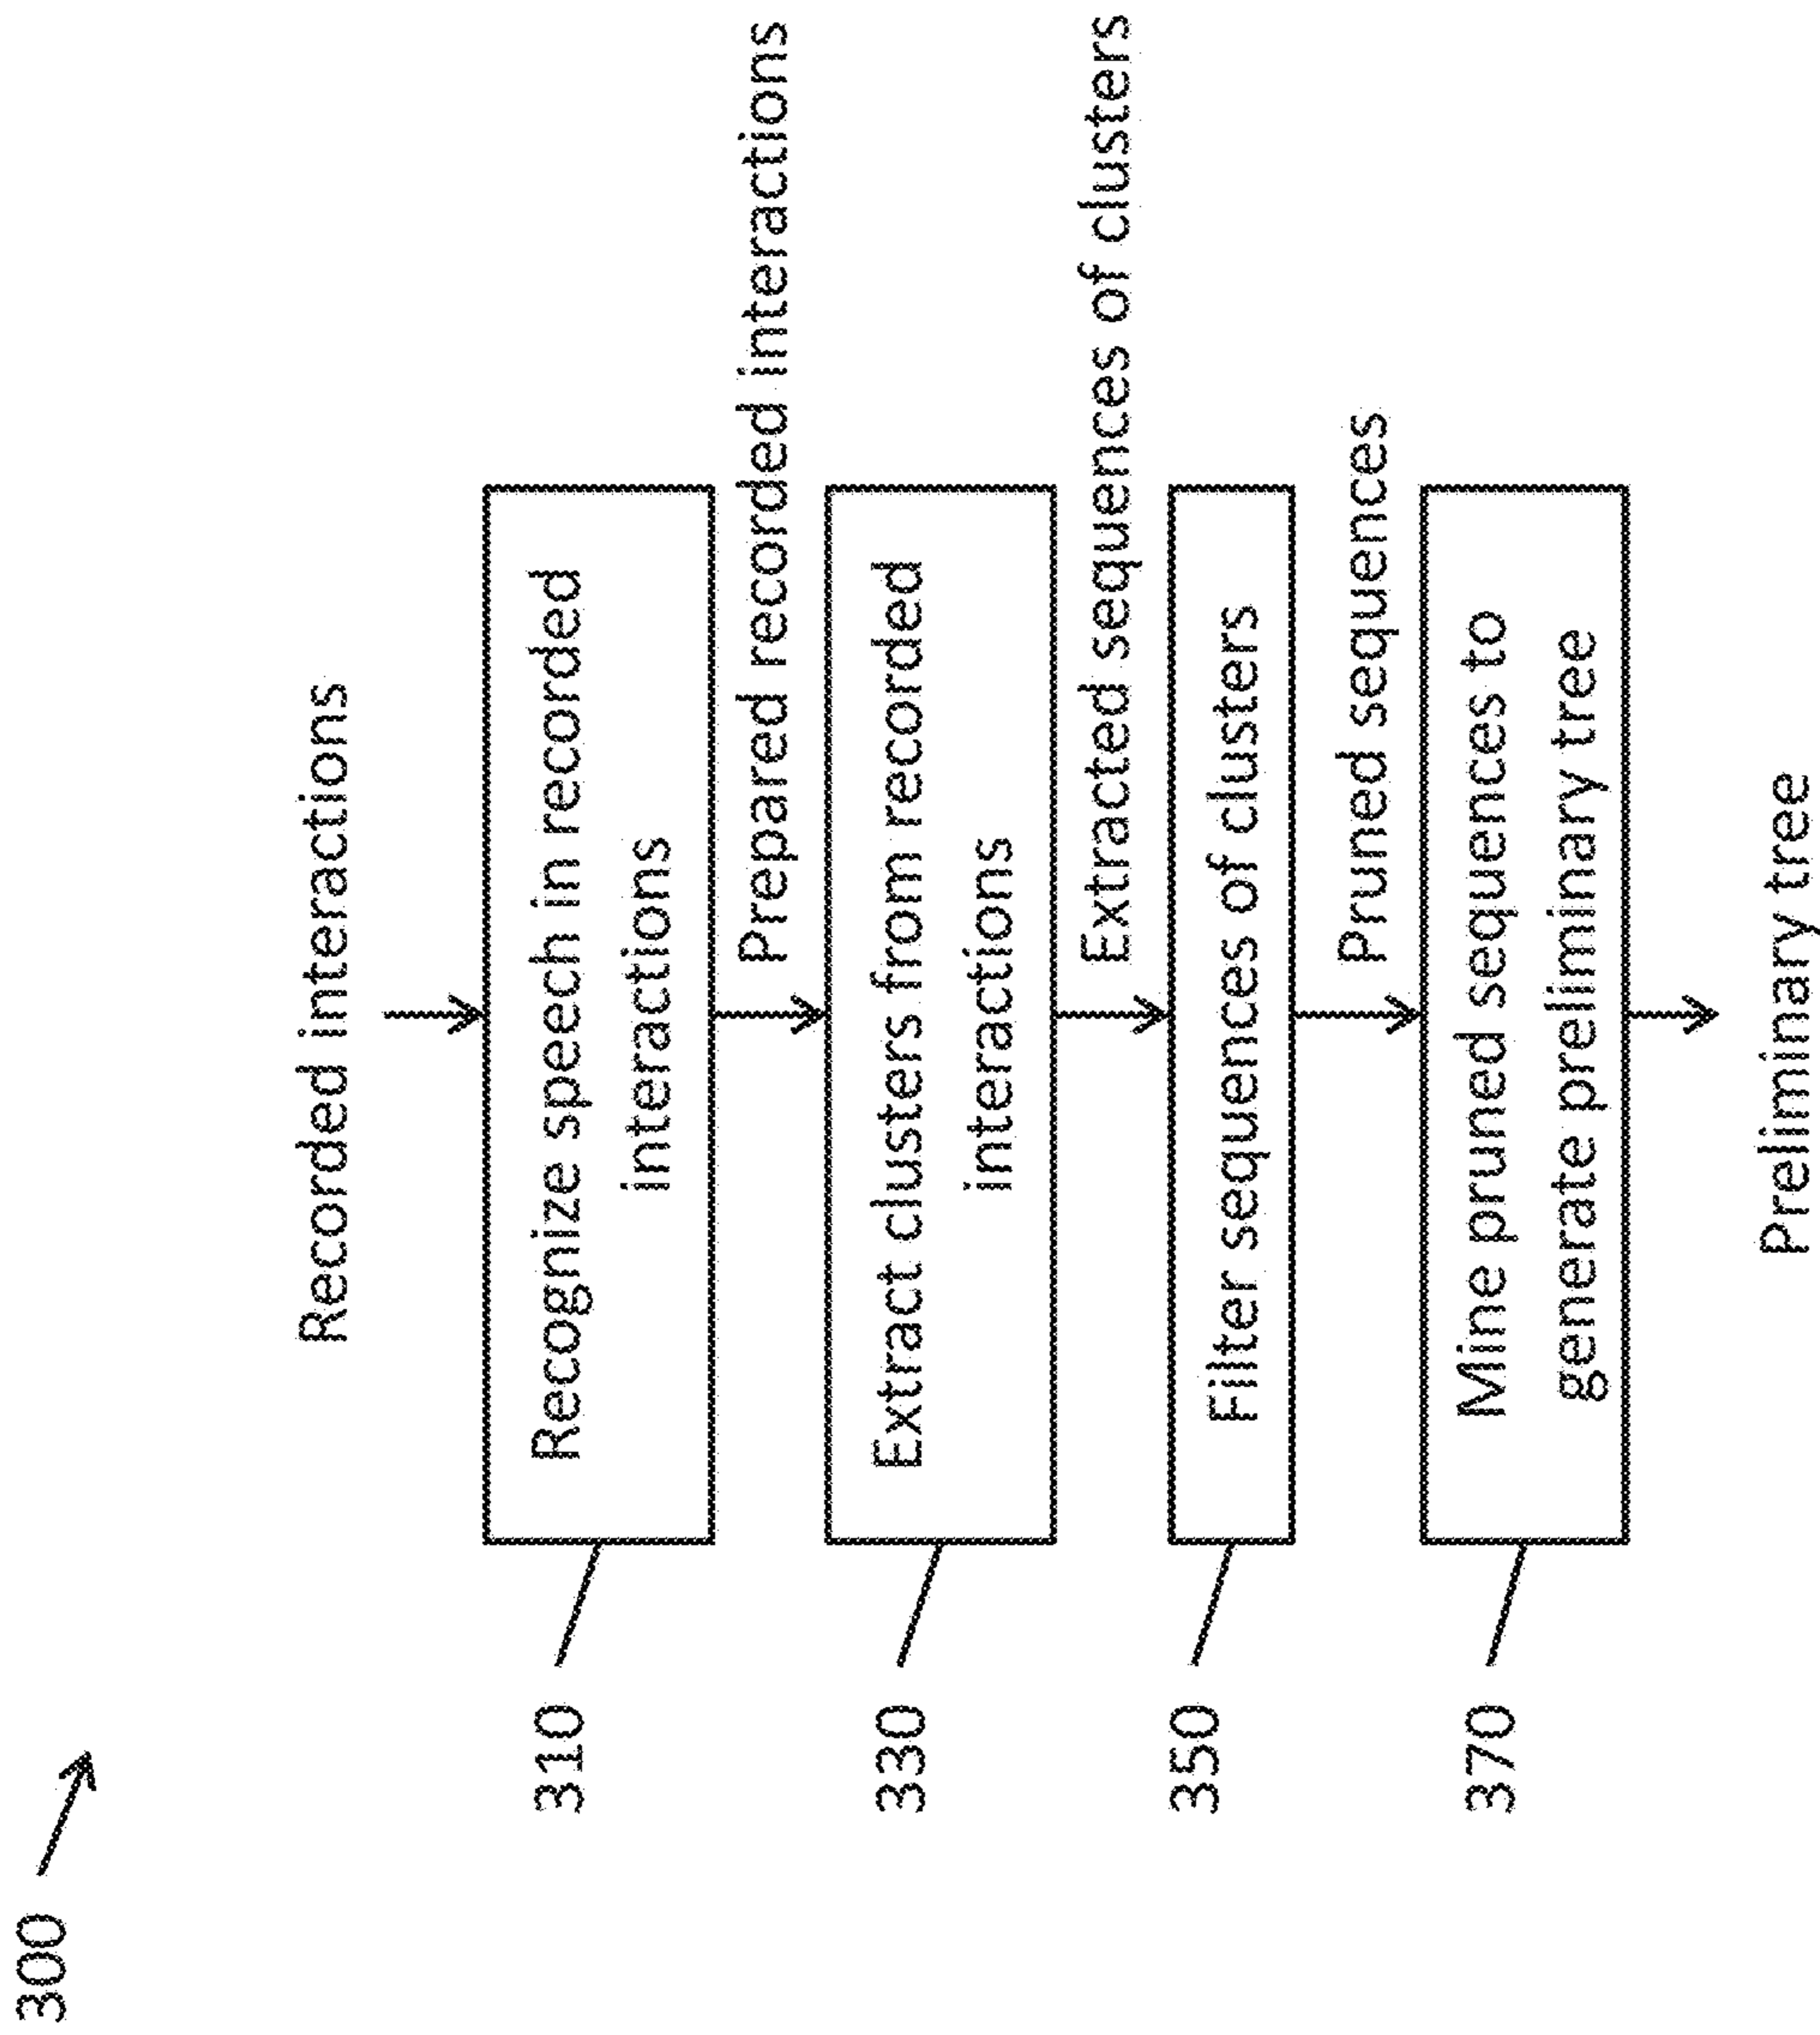 300
Recorded interactions
310
Recognize speech in recorded
interactions
Prepared recorded interactions
330
Extract clusters from recorded
interactions
Extracted sequences of clusters
350
Filter sequences of clusters
Pruned sequences
370
Mine pruned sequences to
generate preliminary tree
Preliminary tree